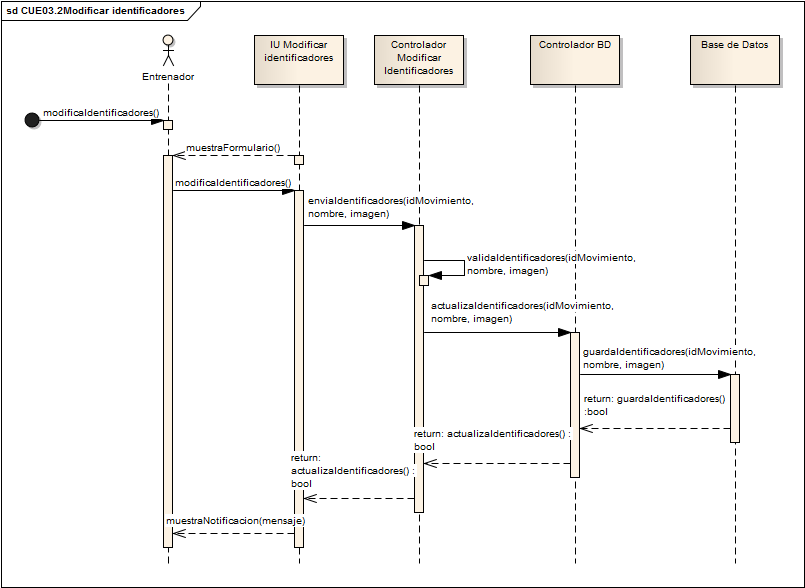 sd CUE03.2Modificar identificadores
Entrenador
IU Modificar
identificadores
Controlador
Modificar
Identificadores
Controlador BD
Base de Datos
modificaIdentificadores()
muestraFormulario()
modificaIdentificadores()
enviaIdentificadores(idMovimiento,
nombre, imagen)
validaIdentificadores(idMovimiento,
nombre, imagen)
actualizaIdentificadores(idMovimiento,
nombre, imagen)
guardaIdentificadores(idMovimiento,
nombre, imagen)
return: guardaIdentificadores()
:bool
return: actualizaIdentificadores() :
bool
return:
actualizaIdentificadores() :
bool
muestraNotificacion(mensaje)